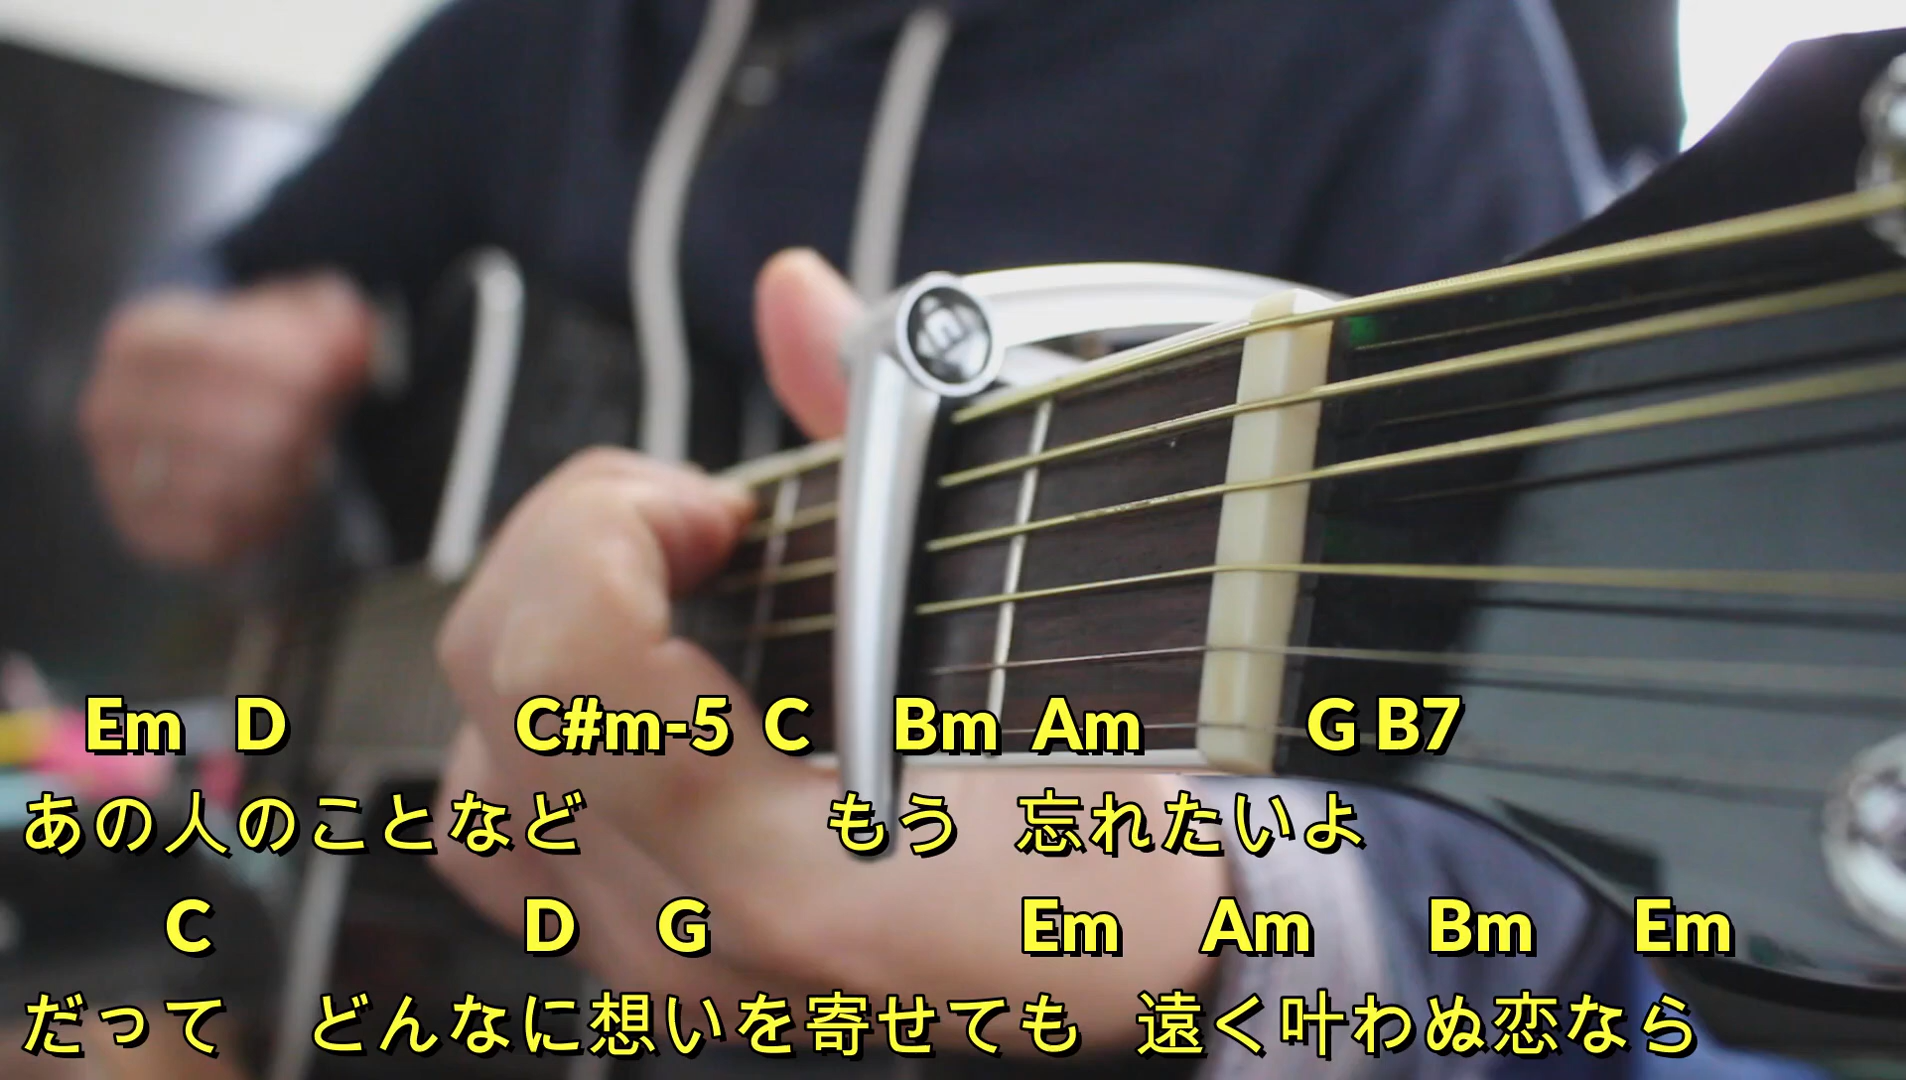 Em D C#m-5 C Bm Am G B7
あの人のことなど もう 忘れたいよ
C D G Em Am Bm Em
だって どんなに想いを寄せても 遠く叶わぬ恋なら